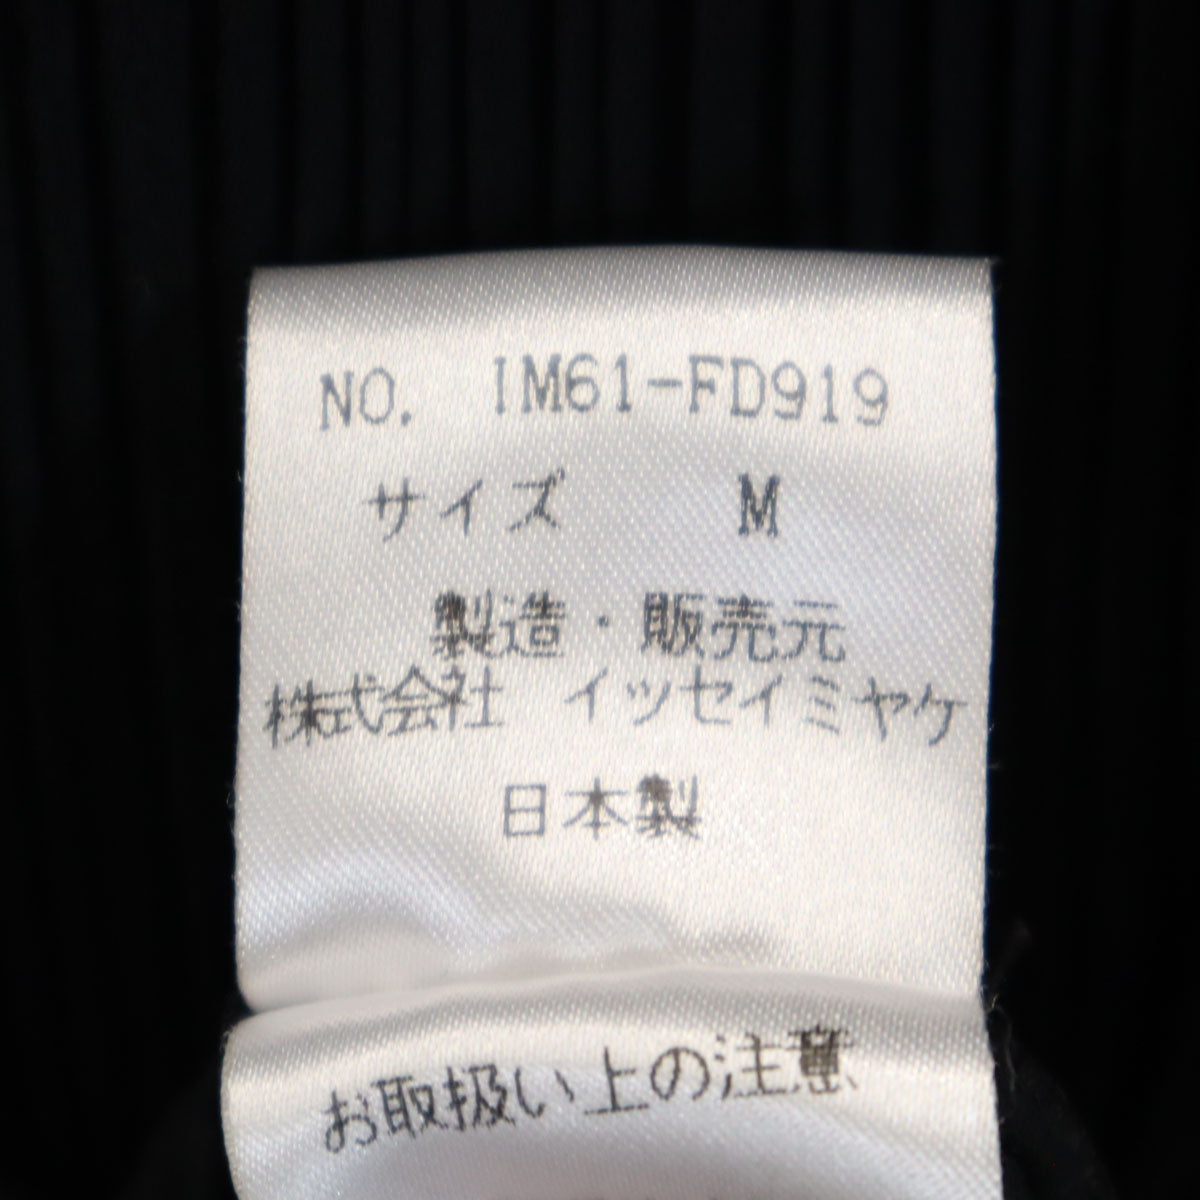 NO. IM61-FD919
サイズ M
製造・販売元
株式会社 イッセイミヤケ
日本製
お取扱い上の注意